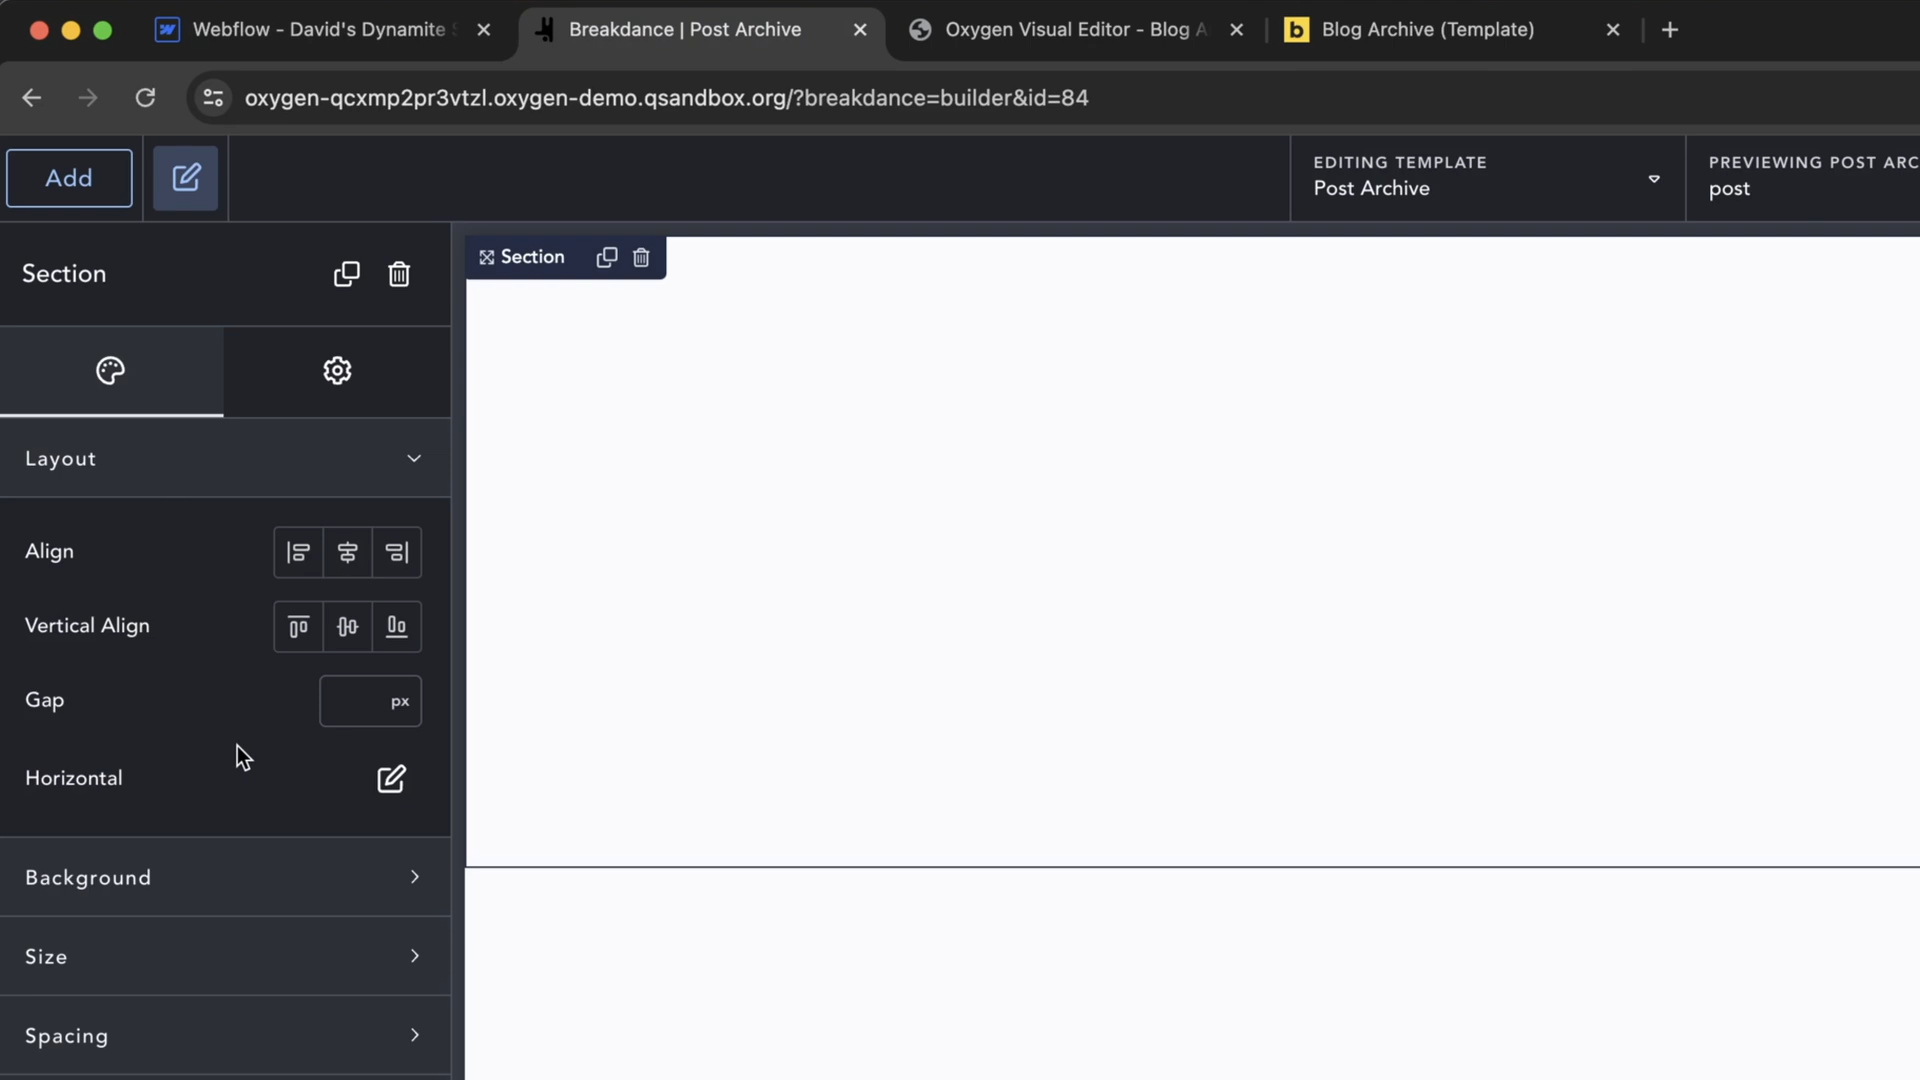 Webflow - David's Dynamite
Breakdance | Post Archive
Oxygen Visual Editor - Blog A
Blog Archive (Template)
oxygen-qcxmp2pr3vtzl.oxygen-demo.qsandbox.org/?breakdance=builder&id=84
Add
EDITING TEMPLATE
Post Archive
PREVIEWING POST ARC
post
Section
Section
Layout
Align
Vertical Align
Gap
px
Horizontal
Background
Size
Spacing